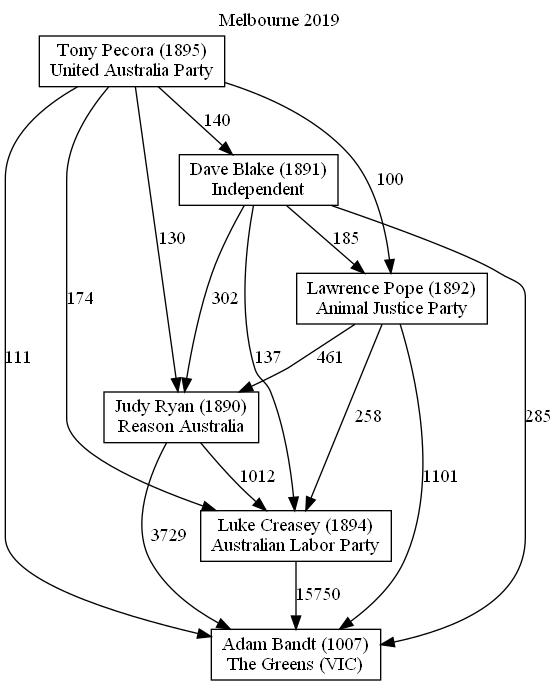 Melbourne 2019
Tony Pecora (1895)
United Australia Party
140
Dave Blake (1891)
Independent
100
130
185
174
302
Lawrence Pope (1892)
Animal Justice Party
111
137
461
Judy Ryan (1890)
Reason Australia
258
285
1012
1101
3729
Luke Creasey (1894)
Australian Labor Party
15750
Adam Bandt (1007)
The Greens (VIC)